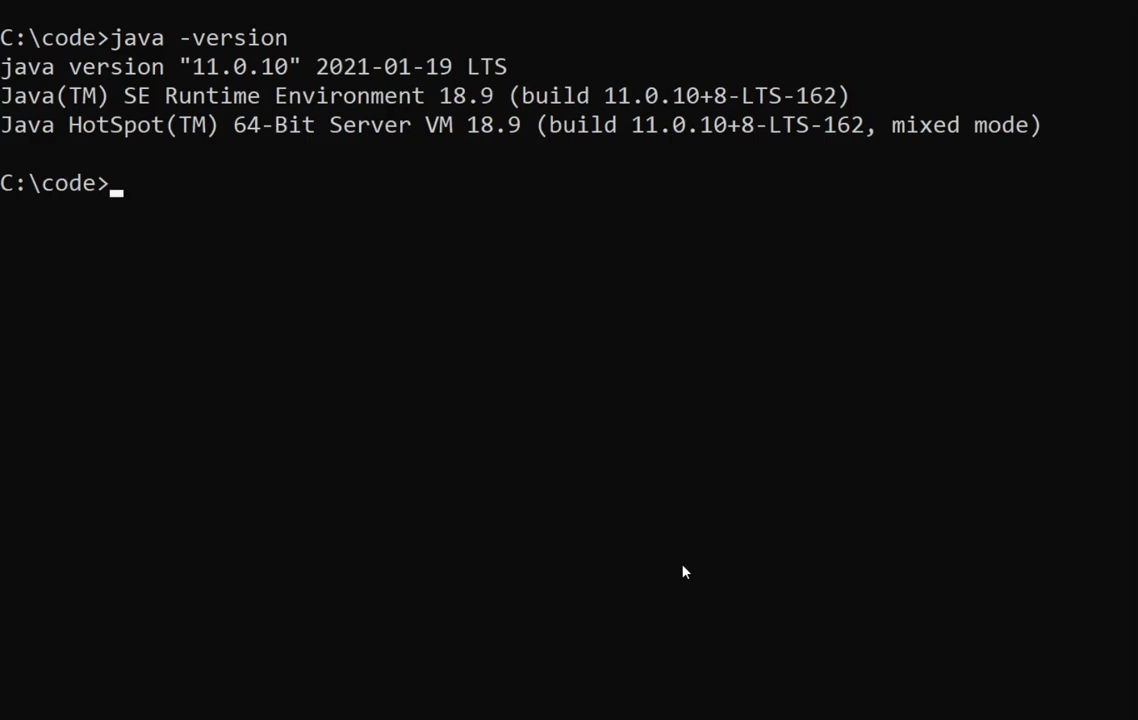 C:\code>java -version
java version "11.0.10" 2021-01-19 LTS
Java(TM) SE Runtime Environment 18.9 (build 11.0.10+8-LTS-162)
Java HotSpot(TM) 64-Bit Server VM 18.9 (build 11.0.10+8-LTS-162, mixed mode)
C:\code>